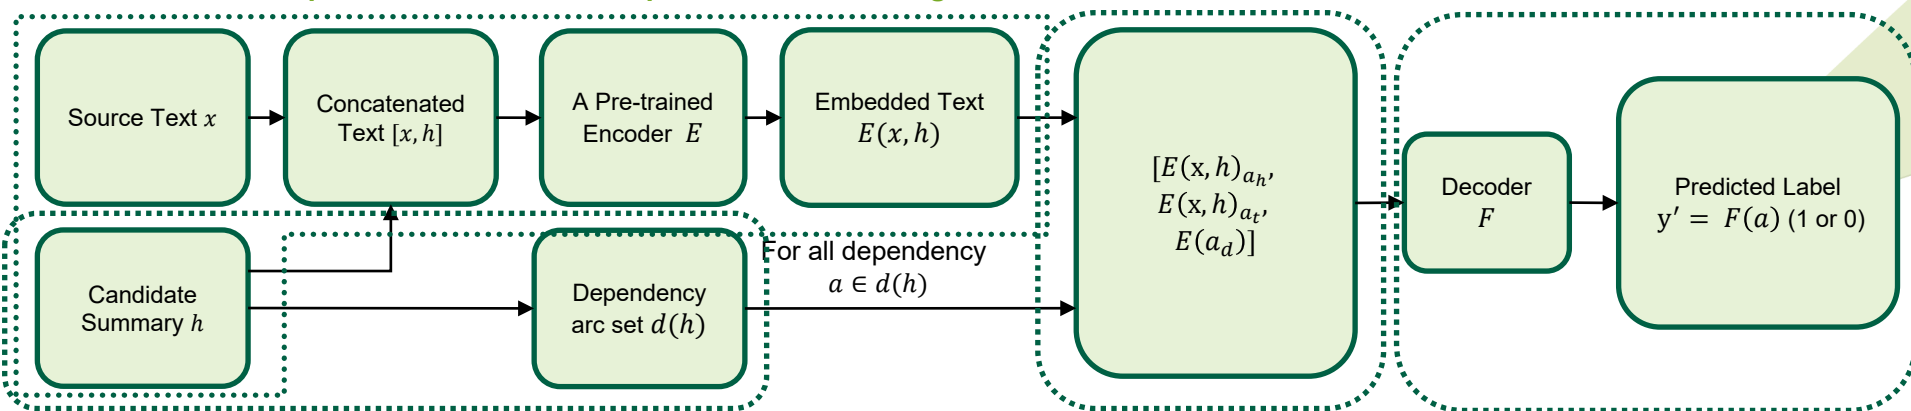 Source Text x
Concatenated
Text [x, h]
A Pre-trained
Encoder E
Embedded Text
E(x, h)
Candidate
Summary h
Dependency
arc set d(h)
For all dependency
a ∈ d(h)
[E(x, h)_{a_h},
E(x, h)_{a_t},
E(a_d)]
Decoder
F
Predicted Label
y′ = F(a) (1 or 0)